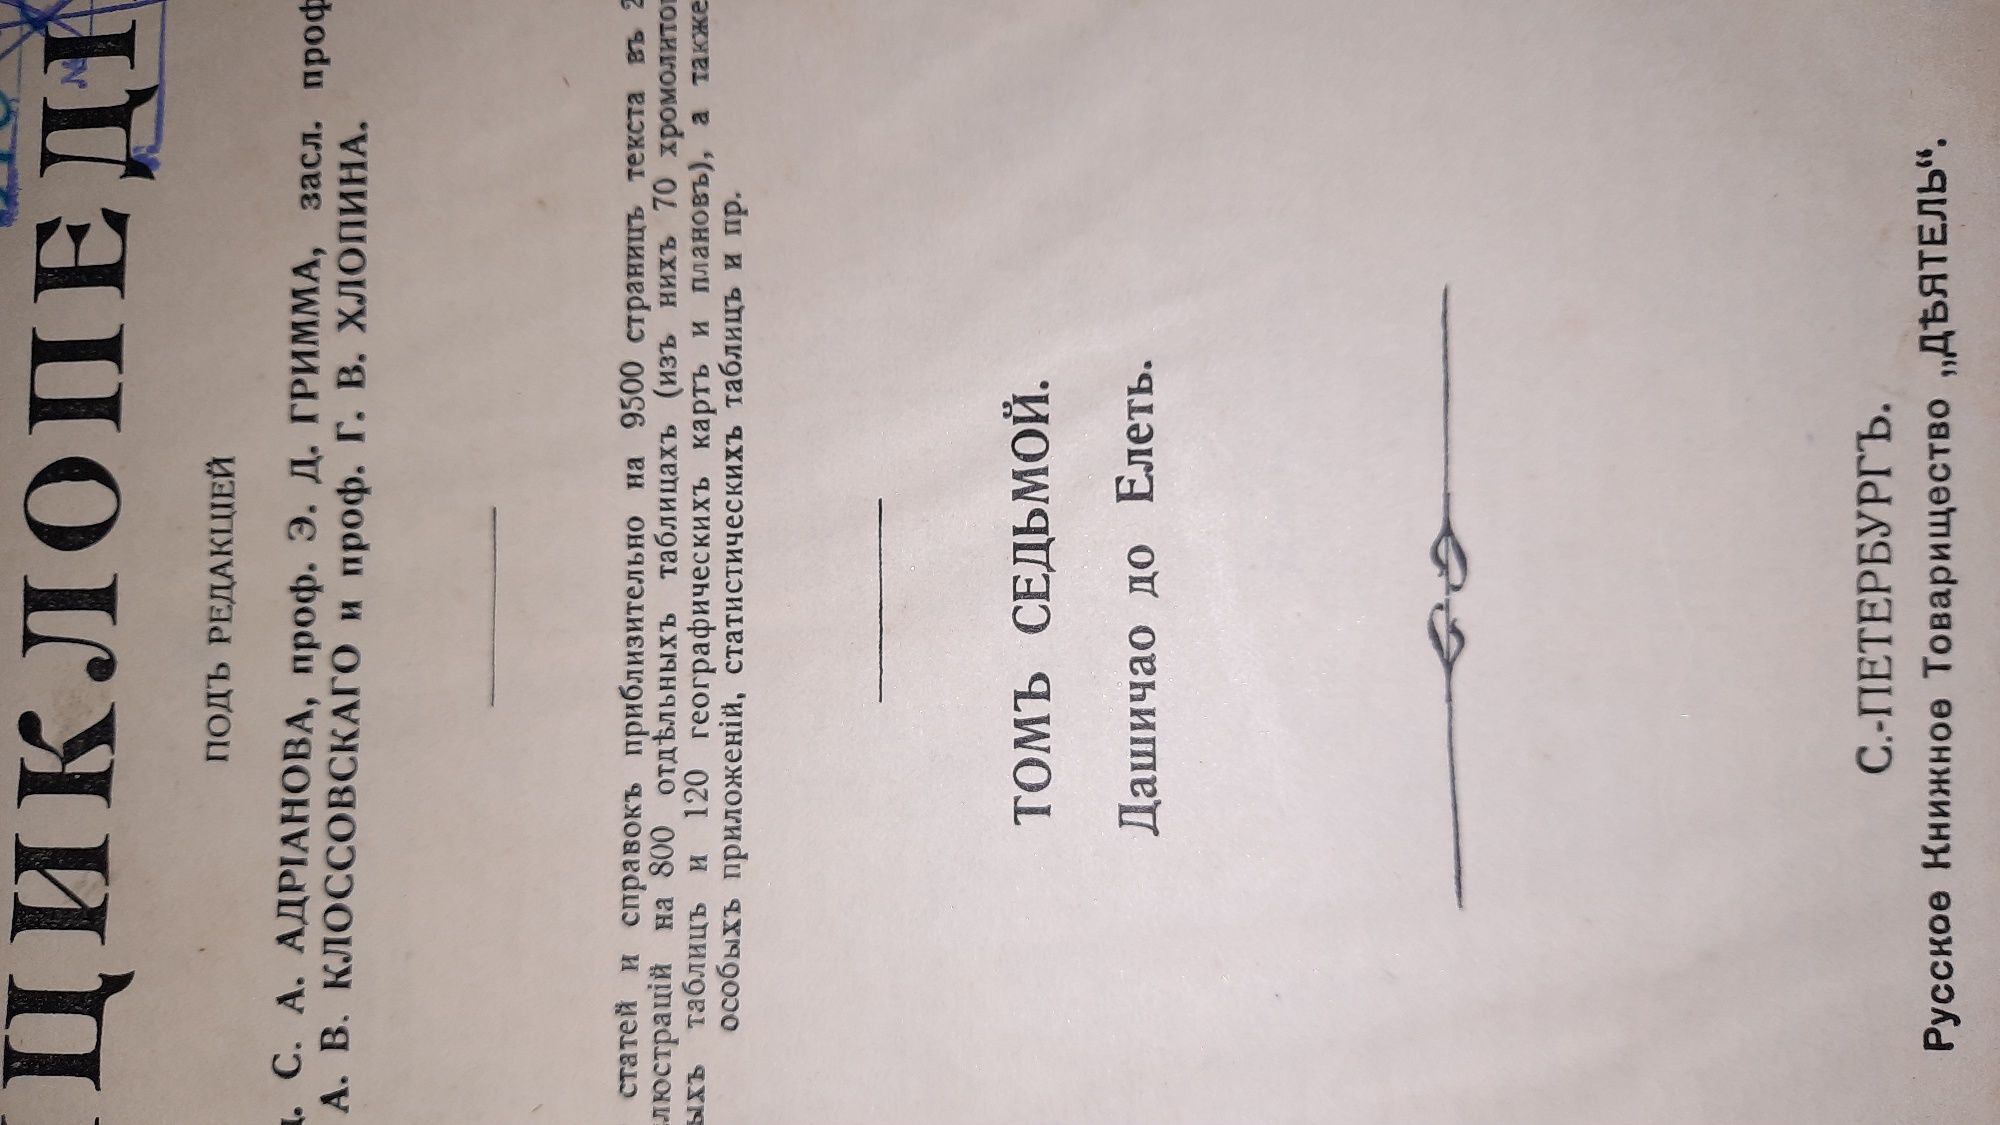 ЦИКЛОПЕДІ
ПОДЪ РЕДАКЦІЕЙ
С. А. АДРІАНОВА, проф. Э. Д. ГРИММА, засл. проф
А. В. КЛОССОВСКАГО и проф. Г. В. ХЛОПИНА.
статей и справокъ приблизительно на 9500 страницъ текста въ 2
люстрацій на 800 отдѣльныхъ таблицахъ (изъ нихъ 70 хромолитог
ыхъ таблицъ и 120 географическихъ картъ и плановъ), а также
особыхъ приложеній, статистическихъ таблицъ и пр.
ТОМЪ СЕДЬМОЙ.
Дашичао до Елеть.
С.-ПЕТЕРБУРГЪ.
Русское Книжное Товарищество „ДѢЯТЕЛЬ“.